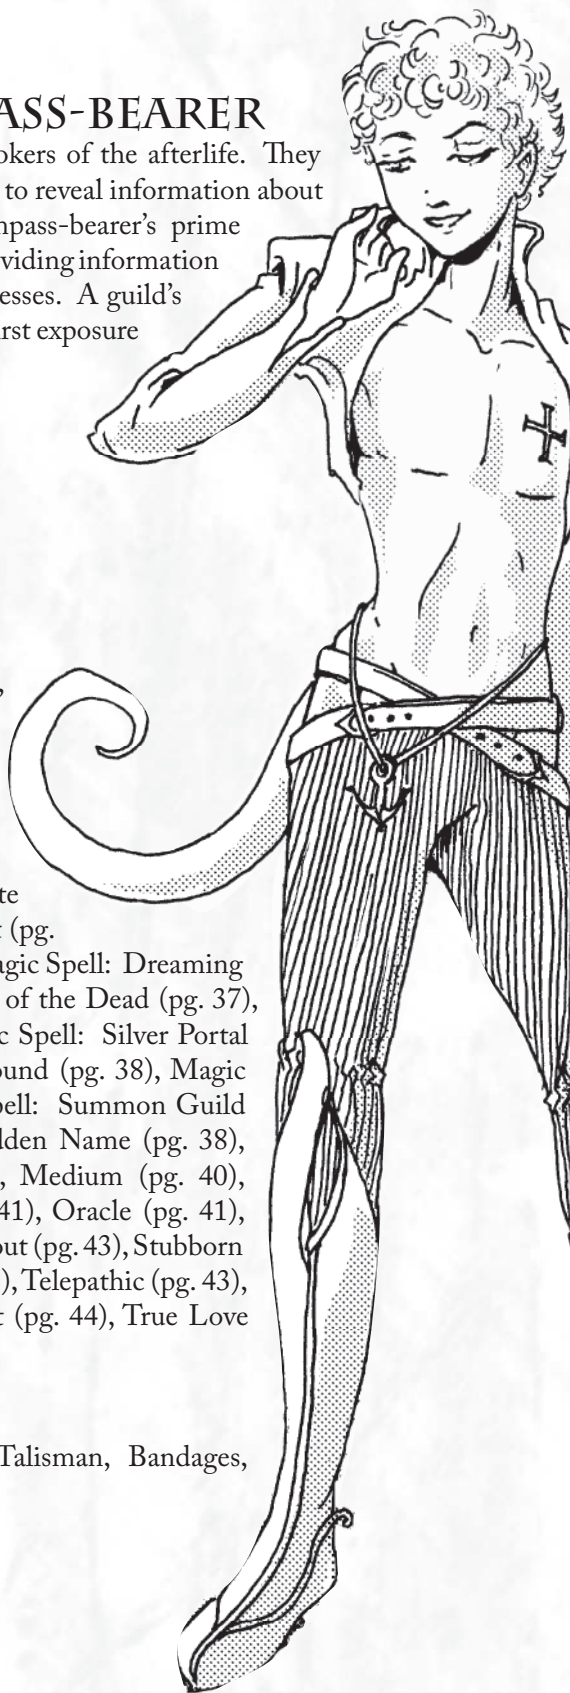 ASS-BEARER
okers of the afterlife. They
to reveal information about
mpass-bearer's prime
viding information
esses. A guild's
irst exposure
,
te
t (pg.
agic Spell: Dreaming
of the Dead (pg. 37),
c Spell: Silver Portal
ound (pg. 38), Magic
pell: Summon Guild
dden Name (pg. 38),
, Medium (pg. 40),
41), Oracle (pg. 41),
out (pg. 43), Stubborn
), Telepathic (pg. 43),
t (pg. 44), True Love
Talisman, Bandages,